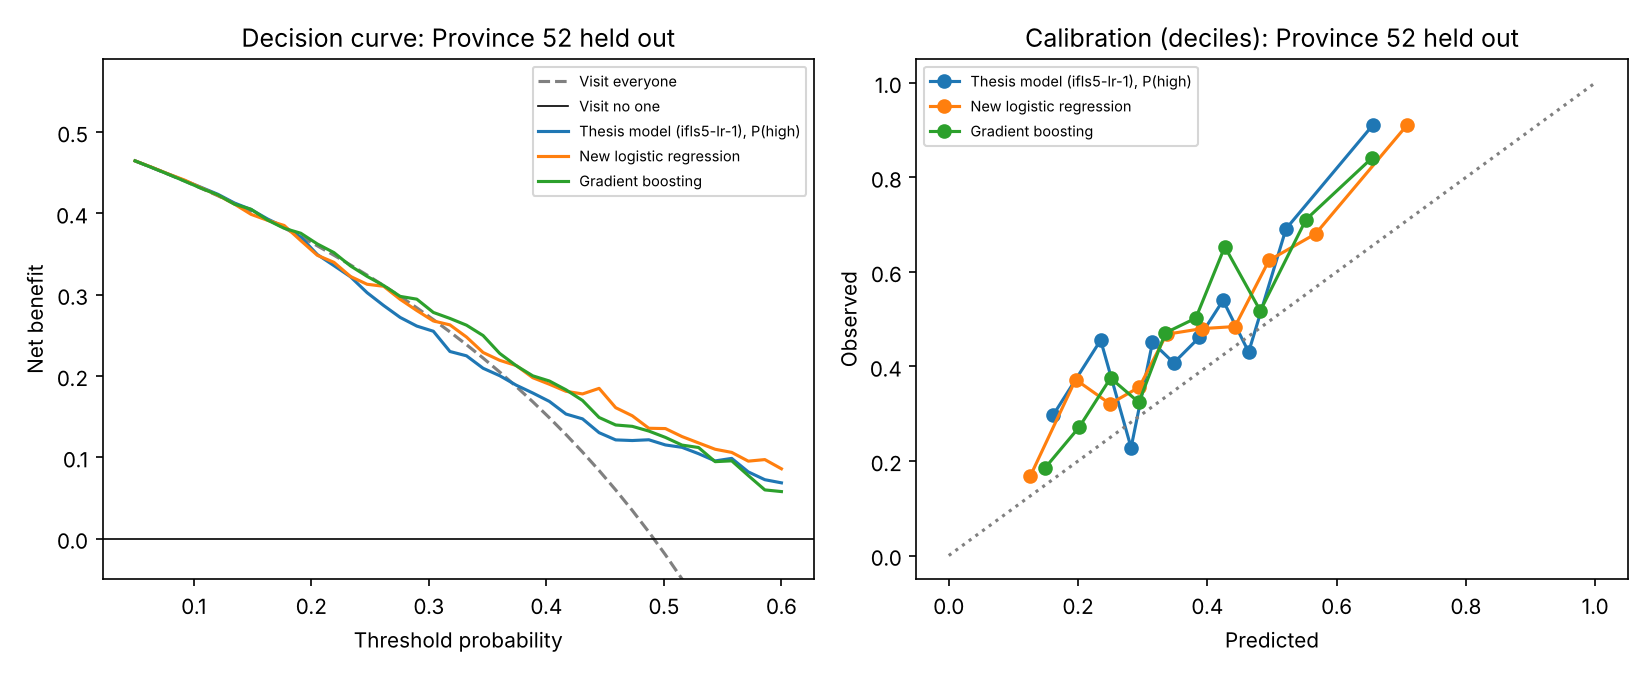 Decision curve: Province 52 held out
Visit everyone
Visit no one
Thesis model (ifls5-lr-1), P(high)
New logistic regression
Gradient boosting
0.5
0.4
0.3
0.2
0.1
0.0
Net benefit
0.1 0.2 0.3 0.4 0.5 0.6
Threshold probability
Calibration (deciles): Province 52 held out
Thesis model (ifls5-lr-1), P(high)
New logistic regression
Gradient boosting
1.0
0.8
0.6
0.4
0.2
0.0
Observed
0.0 0.2 0.4 0.6 0.8 1.0
Predicted